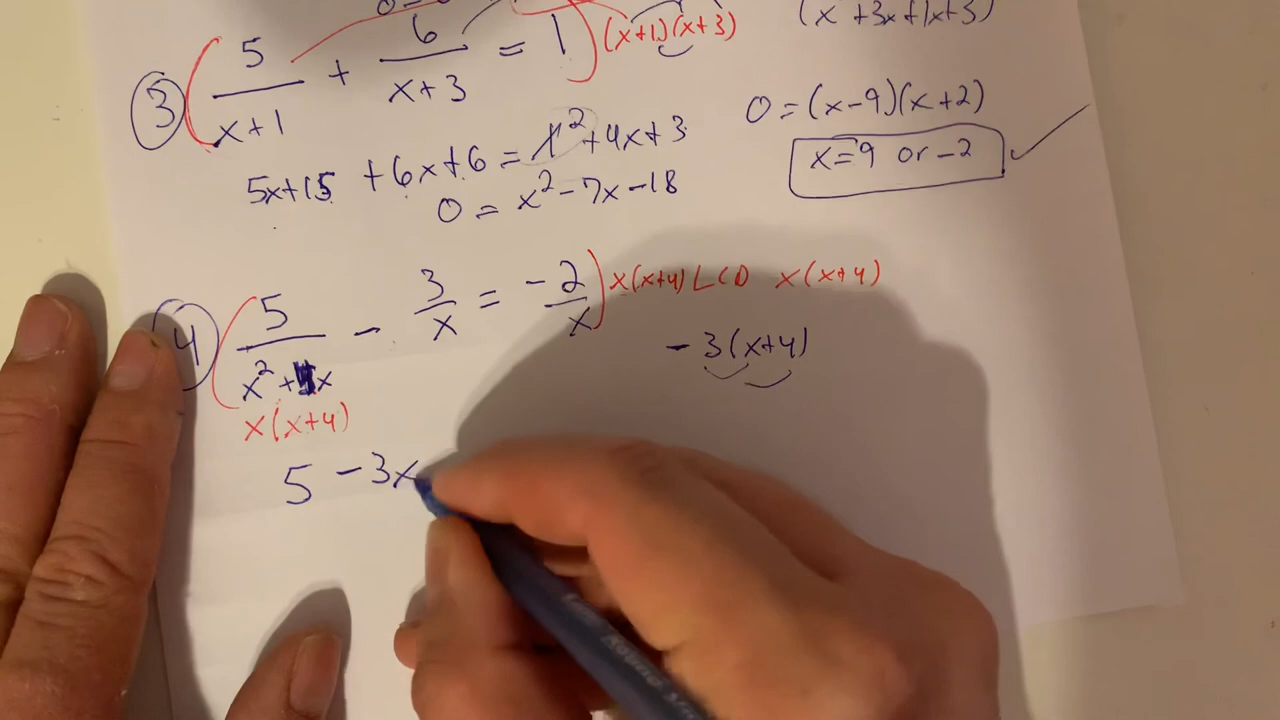 (x²+3x+1x+3)
③ ( 5/(x+1) + 6/(x+3) = 1 ) (x+1)(x+3)
5x+15 +6x+6 = x²+4x+3
0 = x²-7x-18
0=(x-9)(x+2)
x=9 or -2 ✓
④ ( 5/(x²+4x) - 3/x = -2/x ) x(x+4) LCD x(x+4)
x(x+4)
-3(x+4)
5 -3x